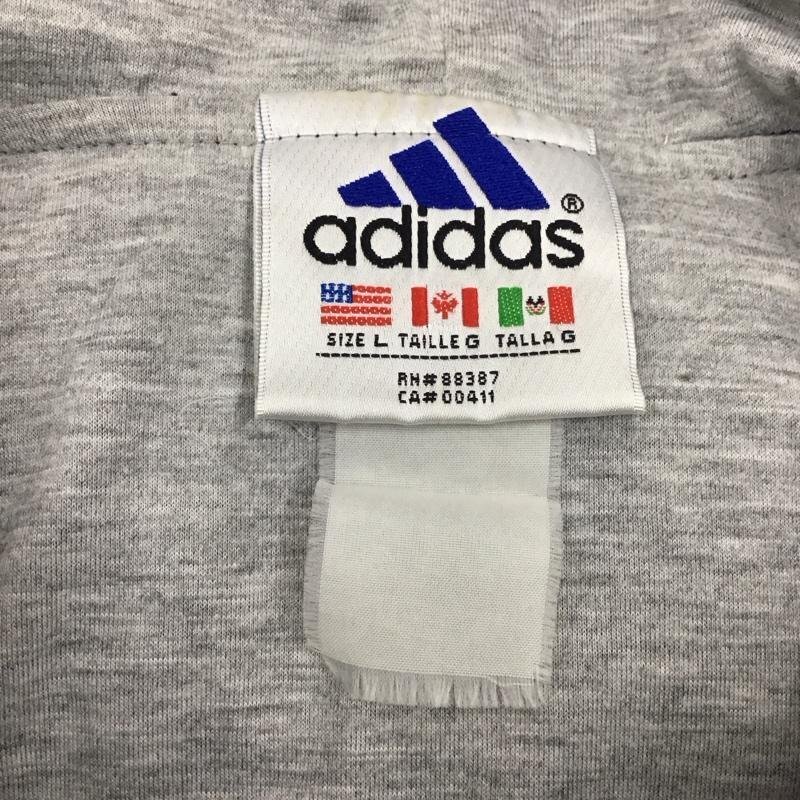 adidas®
SIZE L TAILLE G TALLA G
RN# 88387
CA# 00411